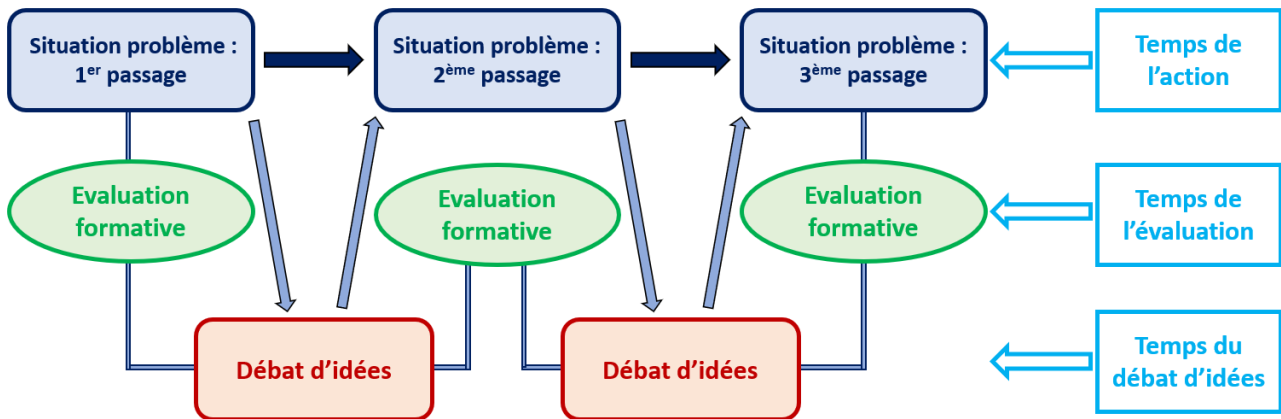 Situation problème :
1er passage
Situation problème :
2ème passage
Situation problème :
3ème passage
Temps de
l’action
Evaluation
formative
Evaluation
formative
Evaluation
formative
Temps de
l’évaluation
Débat d’idées
Débat d’idées
Temps du
débat d’idées